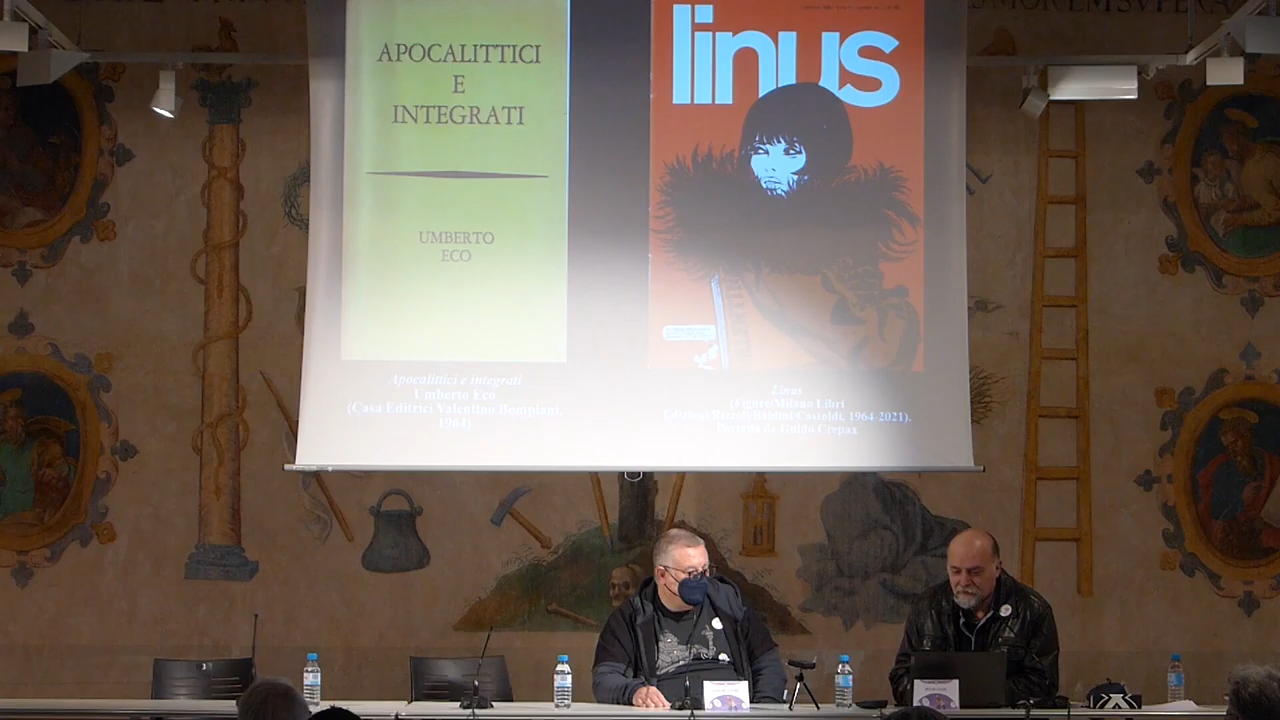 linus
APOCALITTICI
E
INTEGRATI
UMBERTO
ECO
Apocalittici e integrati
Umberto Eco
(Casa Editrici Valentino Bompiani,
1964)
Linus
(Figure/Milano Libri
Edizioni/Rizzoli/Baldini/Castoldi, 1964-2021).
Portada de Guido Crepax
3